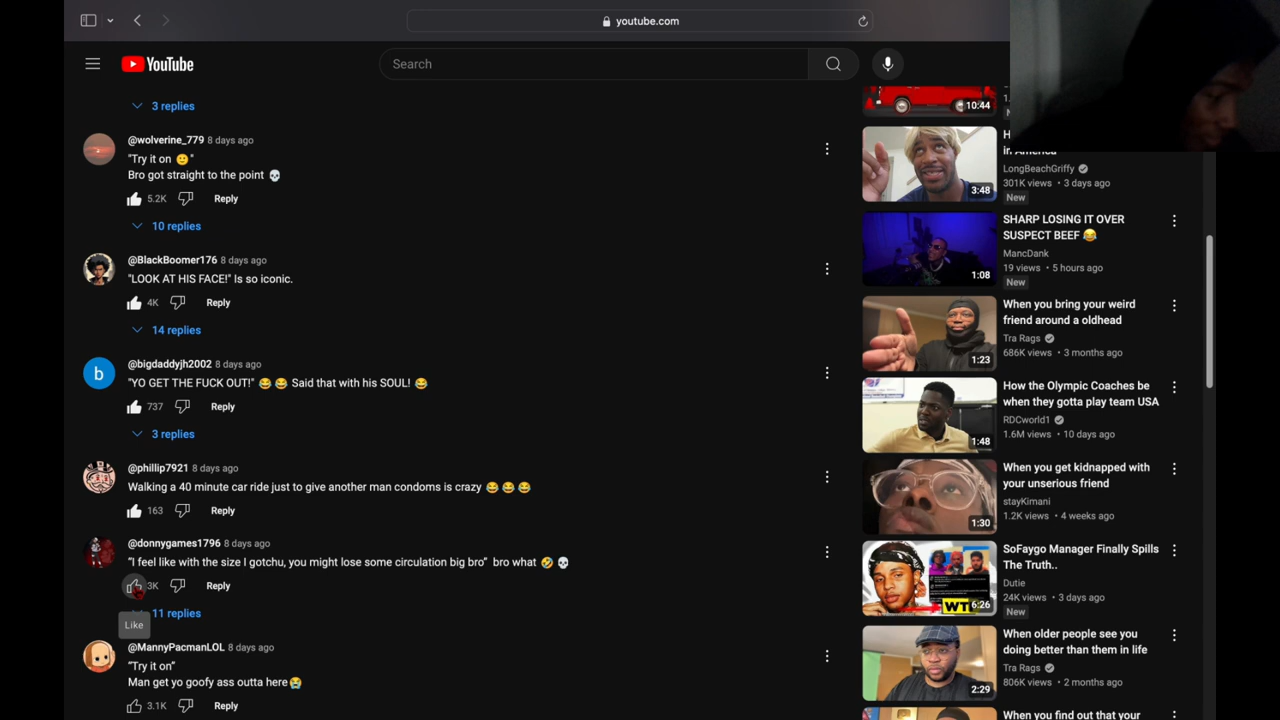 youtube.com
YouTube
Search
3 replies
@wolverine_779 8 days ago
"Try it on 🙂"
Bro got straight to the point 💀
5.2K Reply
10 replies
@BlackBoomer176 8 days ago
"LOOK AT HIS FACE!" Is so iconic.
4K Reply
14 replies
b
@bigdaddyjh2002 8 days ago
"YO GET THE FUCK OUT!" 😂 😂 Said that with his SOUL! 😂
737 Reply
3 replies
@phillip7921 8 days ago
Walking a 40 minute car ride just to give another man condoms is crazy 😂 😂 😂
163 Reply
@donnygames1796 8 days ago
"I feel like with the size I gotchu, you might lose some circulation big bro" bro what 🤣 💀
3K Reply
11 replies
Like
@MannyPacmanLOL 8 days ago
"Try it on"
Man get yo goofy ass outta here😭
3.1K Reply
10:44
3:48
in America
LongBeachGriffy
301K views • 3 days ago
New
1:08
SHARP LOSING IT OVER
SUSPECT BEEF 😂
MancDank
19 views • 5 hours ago
New
1:23
When you bring your weird
friend around a oldhead
Tra Rags
686K views • 3 months ago
1:48
How the Olympic Coaches be
when they gotta play team USA
RDCworld1
1.6M views • 10 days ago
1:30
When you get kidnapped with
your unserious friend
stayKimani
1.2K views • 4 weeks ago
WT
6:26
SoFaygo Manager Finally Spills
The Truth..
Dutie
24K views • 3 days ago
New
2:29
When older people see you
doing better than them in life
Tra Rags
806K views • 2 months ago
When you find out that your